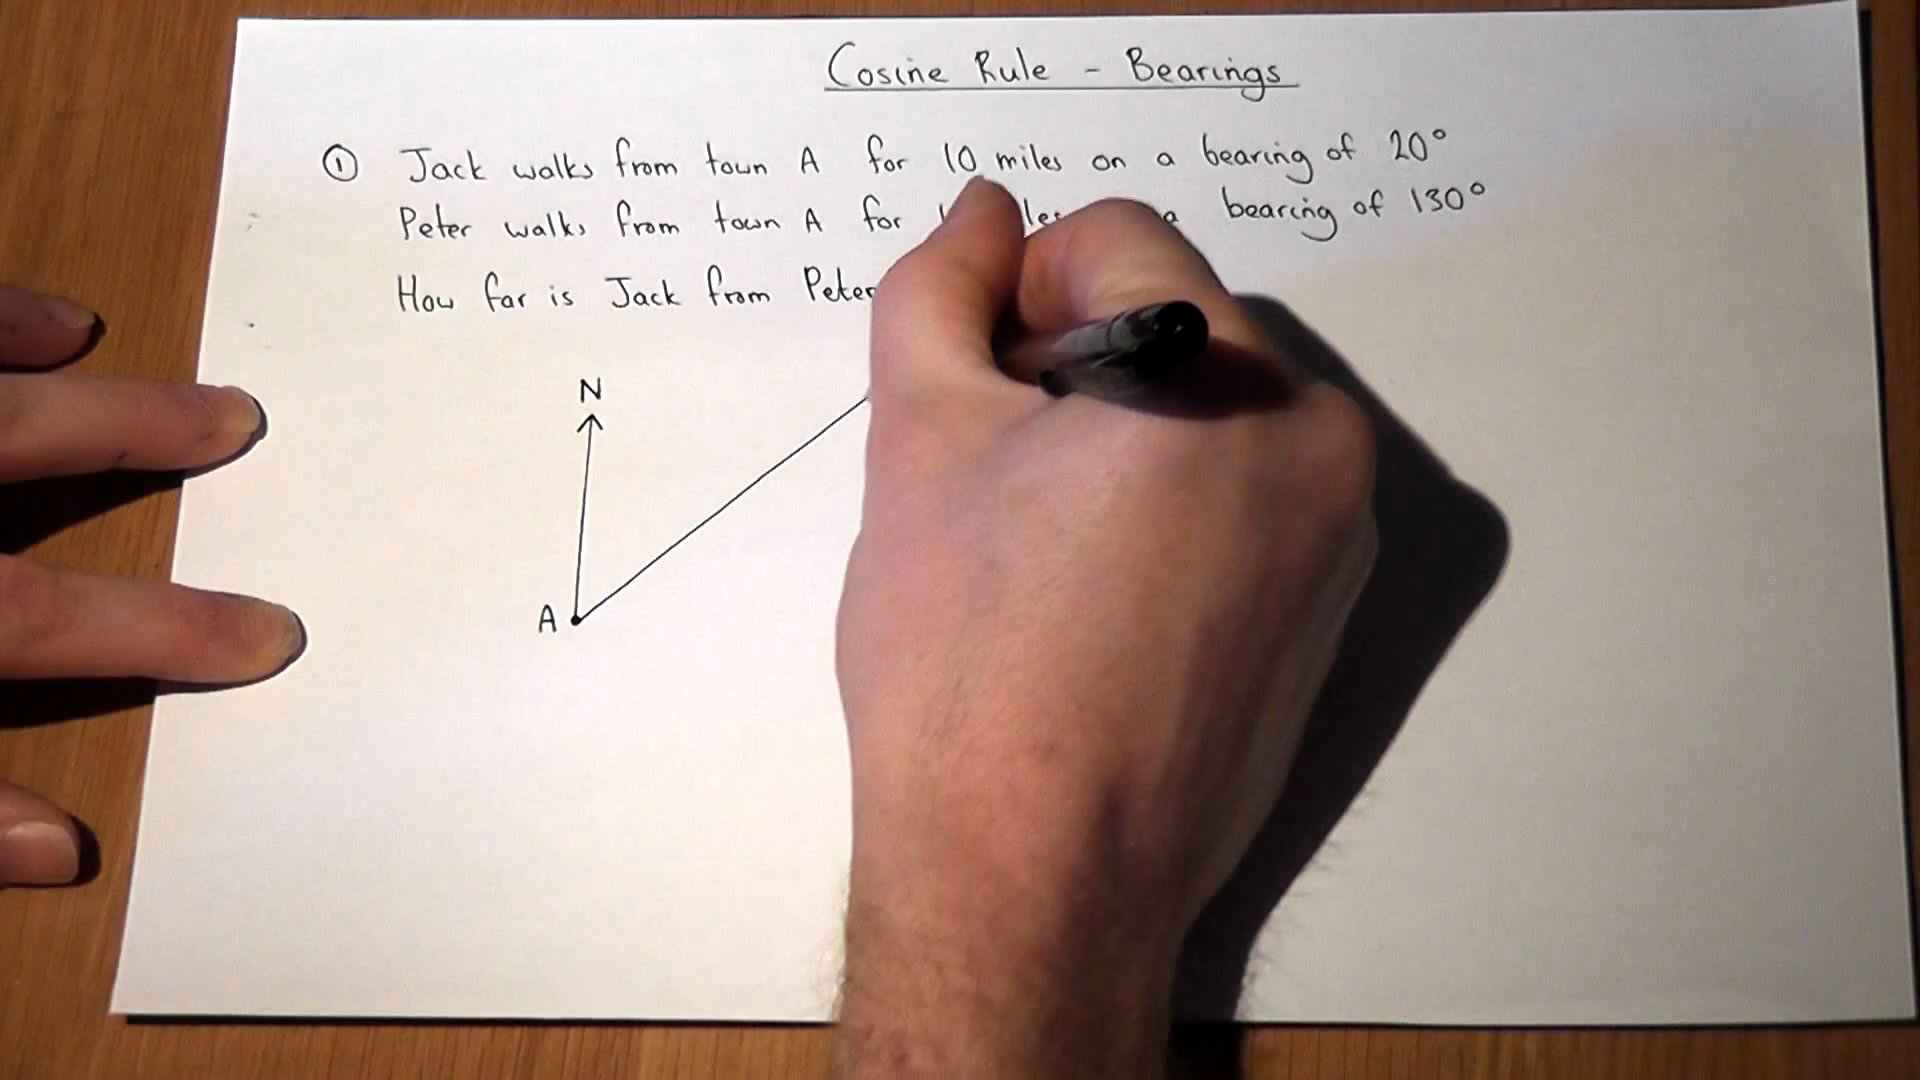 Cosine Rule - Bearings
① Jack walks from town A for 10 miles on a bearing of 20°
Peter walks from town A for a bearing of 130°
How far is Jack from Peter
N
A